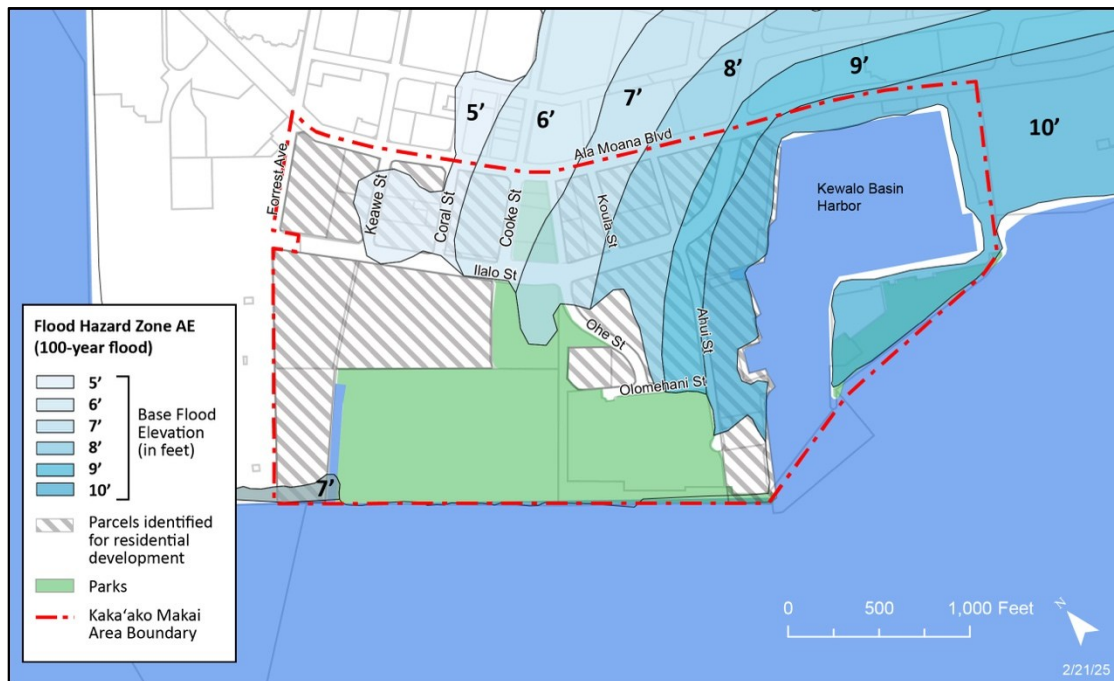 5’
6’
7’
8’
9’
10’
Ala Moana Blvd
Forrest Ave
Keawe St
Coral St
Cooke St
Koula St
Kewalo Basin
Harbor
Ilalo St
Ohe St
Ahui St
Olomehani St
7’
Flood Hazard Zone AE
(100-year flood)
5’
6’
7’
8’
9’
10’
Base Flood
Elevation
(in feet)
Parcels identified
for residential
development
Parks
Kaka‘ako Makai
Area Boundary
0 500 1,000 Feet
N
2/21/25